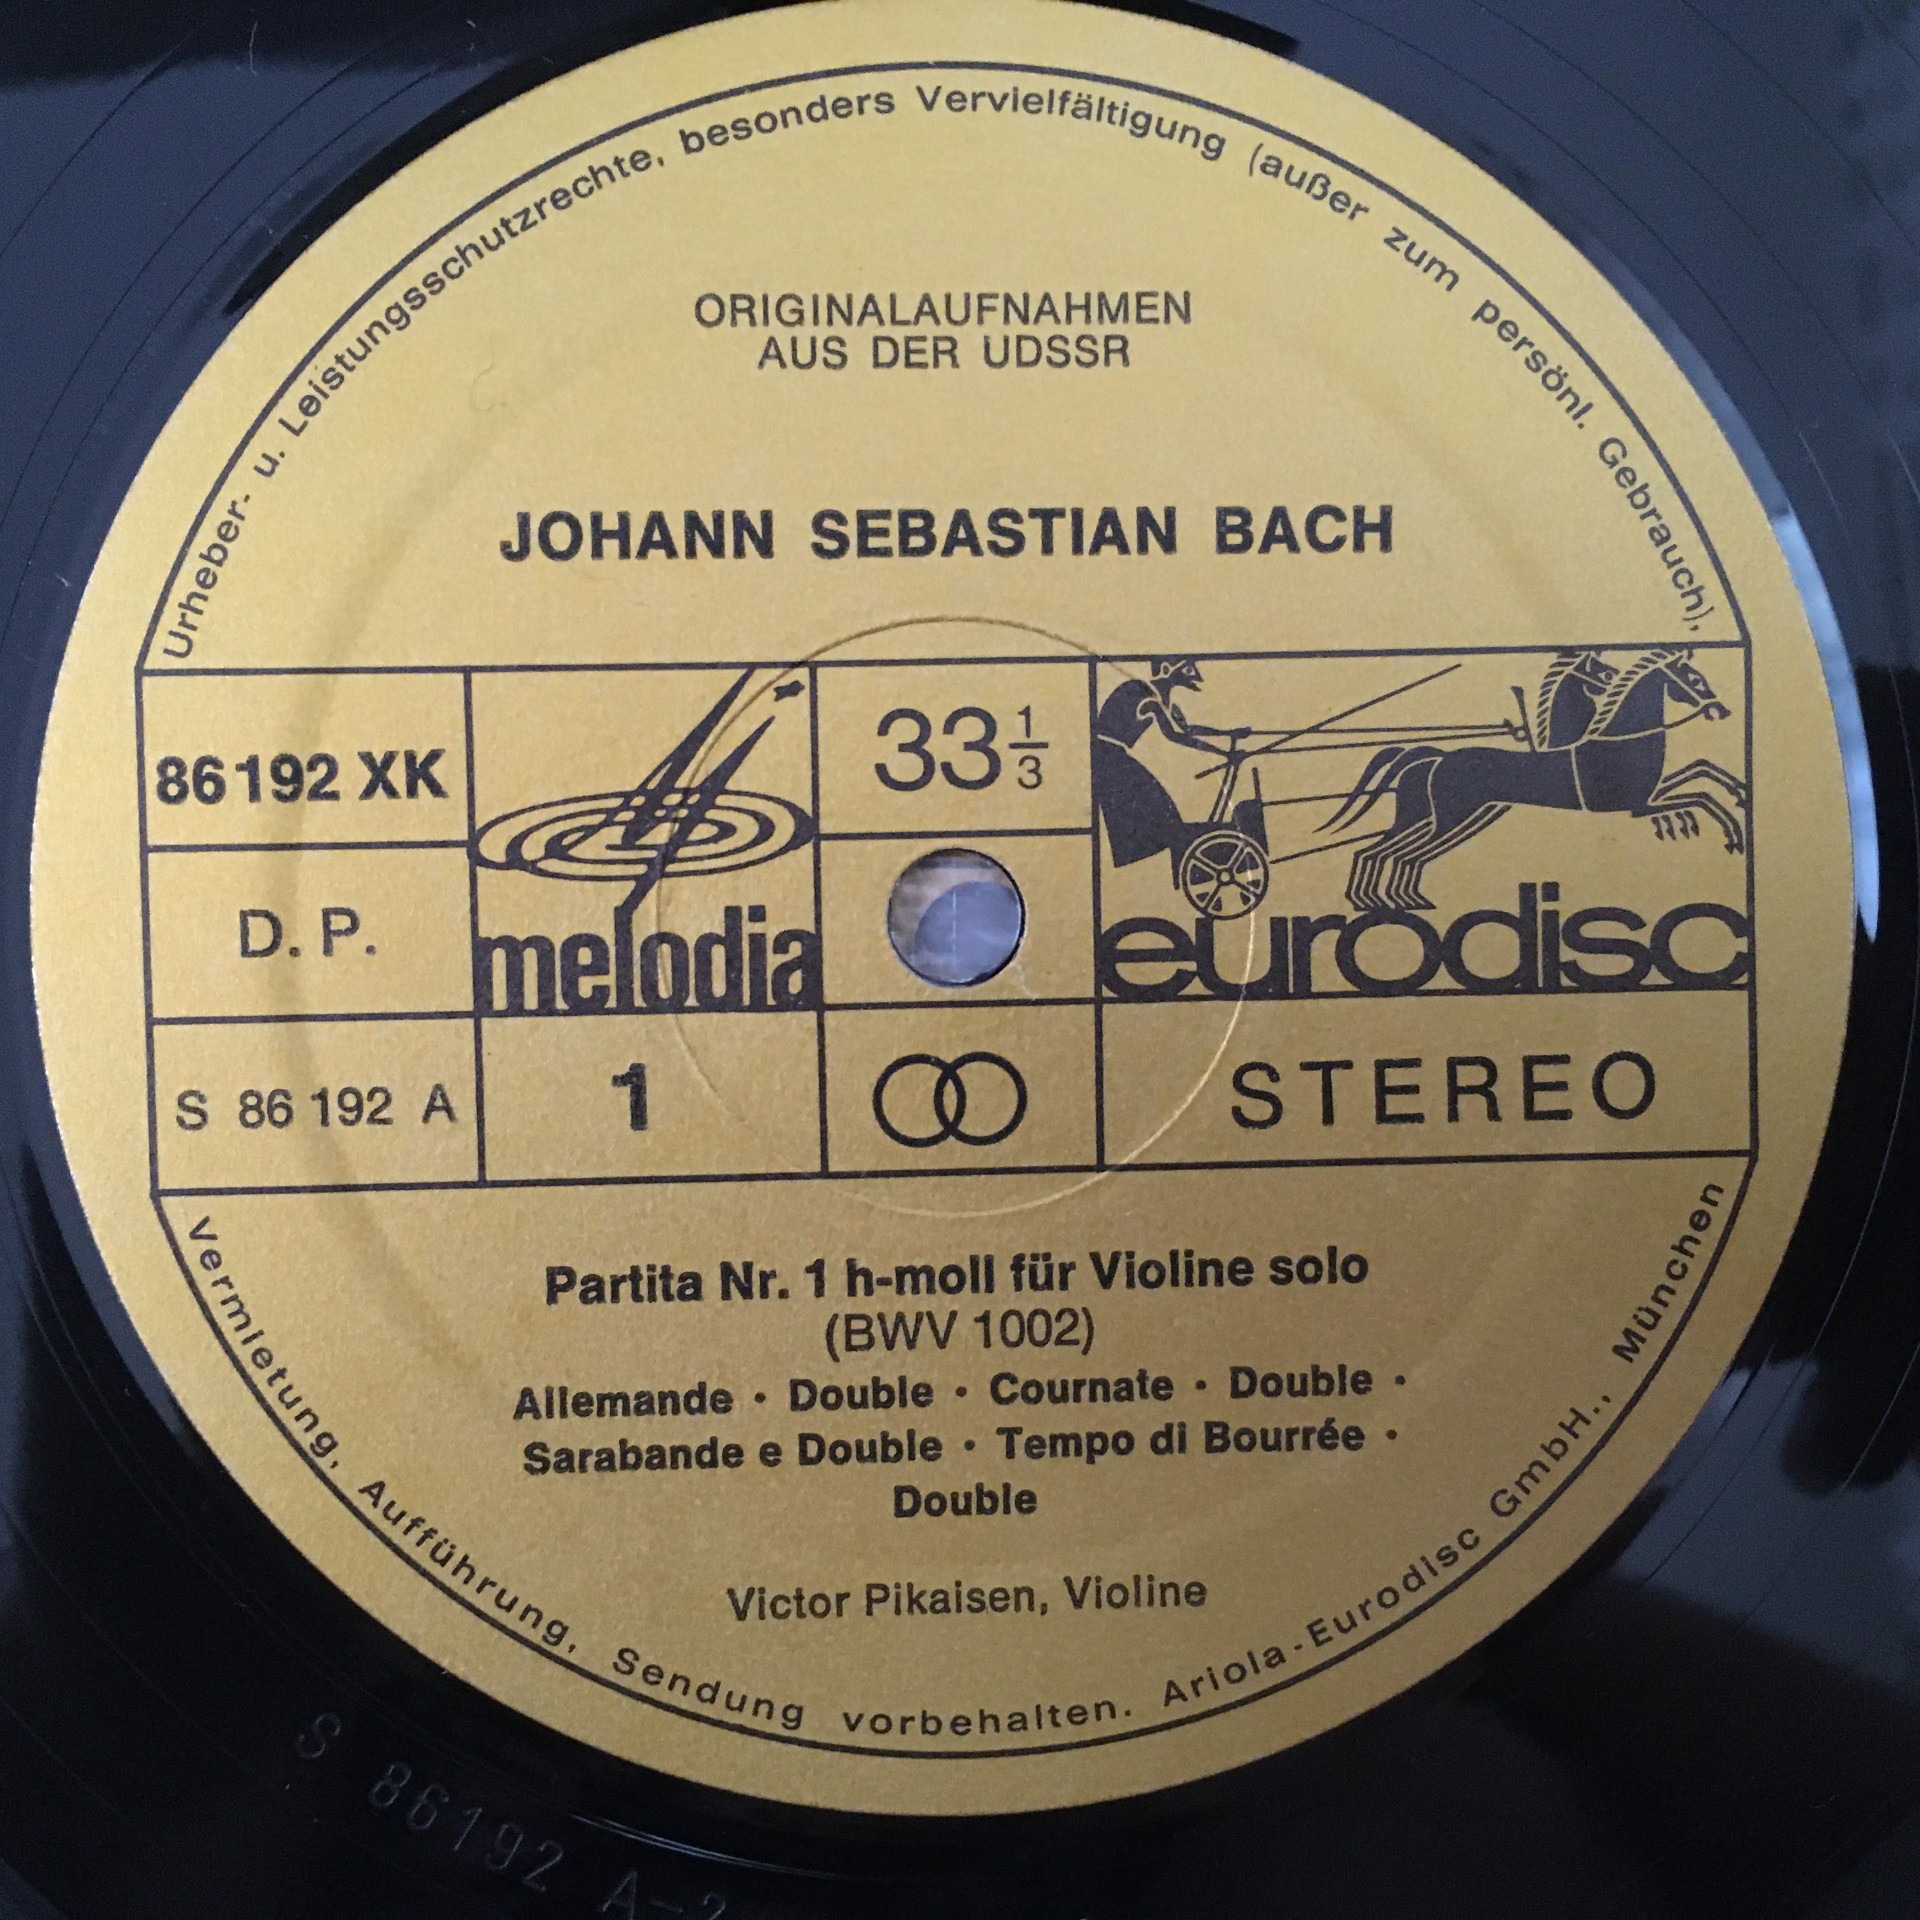 Urheber- u. Leistungsschutzrechte, besonders Vervielfältigung (außer zum persönl. Gebrauch),
ORIGINALAUFNAHMEN
AUS DER UDSSR
JOHANN SEBASTIAN BACH
86192 XK
33 1/3
D. P.
melodia
eurodisc
S 86 192 A
1
STEREO
Partita Nr. 1 h-moll für Violine solo
(BWV 1002)
Allemande · Double · Cournate · Double ·
Sarabande e Double · Tempo di Bourrée ·
Double
Victor Pikaisen, Violine
Vermietung, Aufführung, Sendung vorbehalten. Ariola-Eurodisc GmbH., München
S 86192 A-2